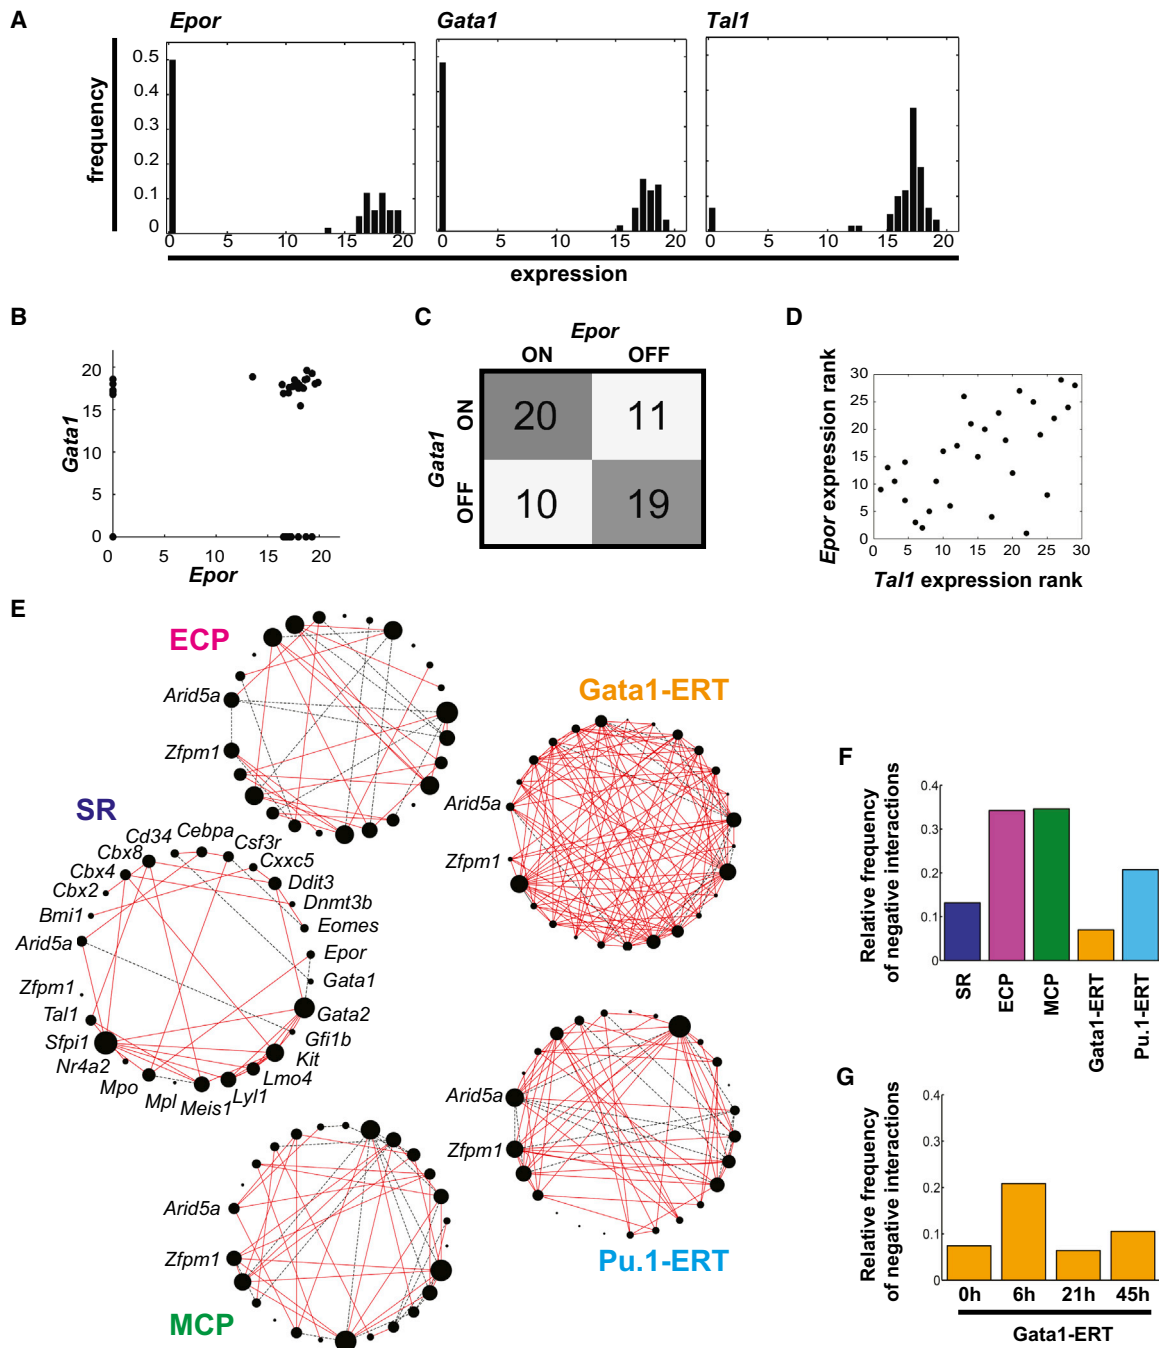 A
Epor
Gata1
Tal1
frequency
0.5
0.4
0.3
0.2
0.1
0
0 5 10 15 20
0 5 10 15 20
0 5 10 15 20
expression
B
Gata1
20
15
10
5
0
0 5 10 15 20
Epor
C
Epor
ON OFF
Gata1
ON
OFF
20 11
10 19
D
Epor expression rank
30
25
20
15
10
5
0
0 5 10 15 20 25 30
Tal1 expression rank
E
ECP
Arid5a
Zfpm1
Gata1-ERT
Arid5a
Zfpm1
SR
Cd34
Cebpa
Csf3r
Cbx8
Cxxc5
Cbx4
Ddit3
Cbx2
Dnmt3b
Bmi1
Eomes
Arid5a
Epor
Zfpm1
Gata1
Tal1
Gata2
Sfpi1
Gfi1b
Nr4a2
Kit
Mpo
Lmo4
Mpl
Lyl1
Meis1
Arid5a
Zfpm1
Pu.1-ERT
Arid5a
Zfpm1
MCP
F
Relative frequency
of negative interactions
0.4
0.3
0.2
0.1
0
SR
ECP
MCP
Gata1-ERT
Pu.1-ERT
G
Relative frequency
of negative interactions
0.4
0.3
0.2
0.1
0
0h 6h 21h 45h
Gata1-ERT